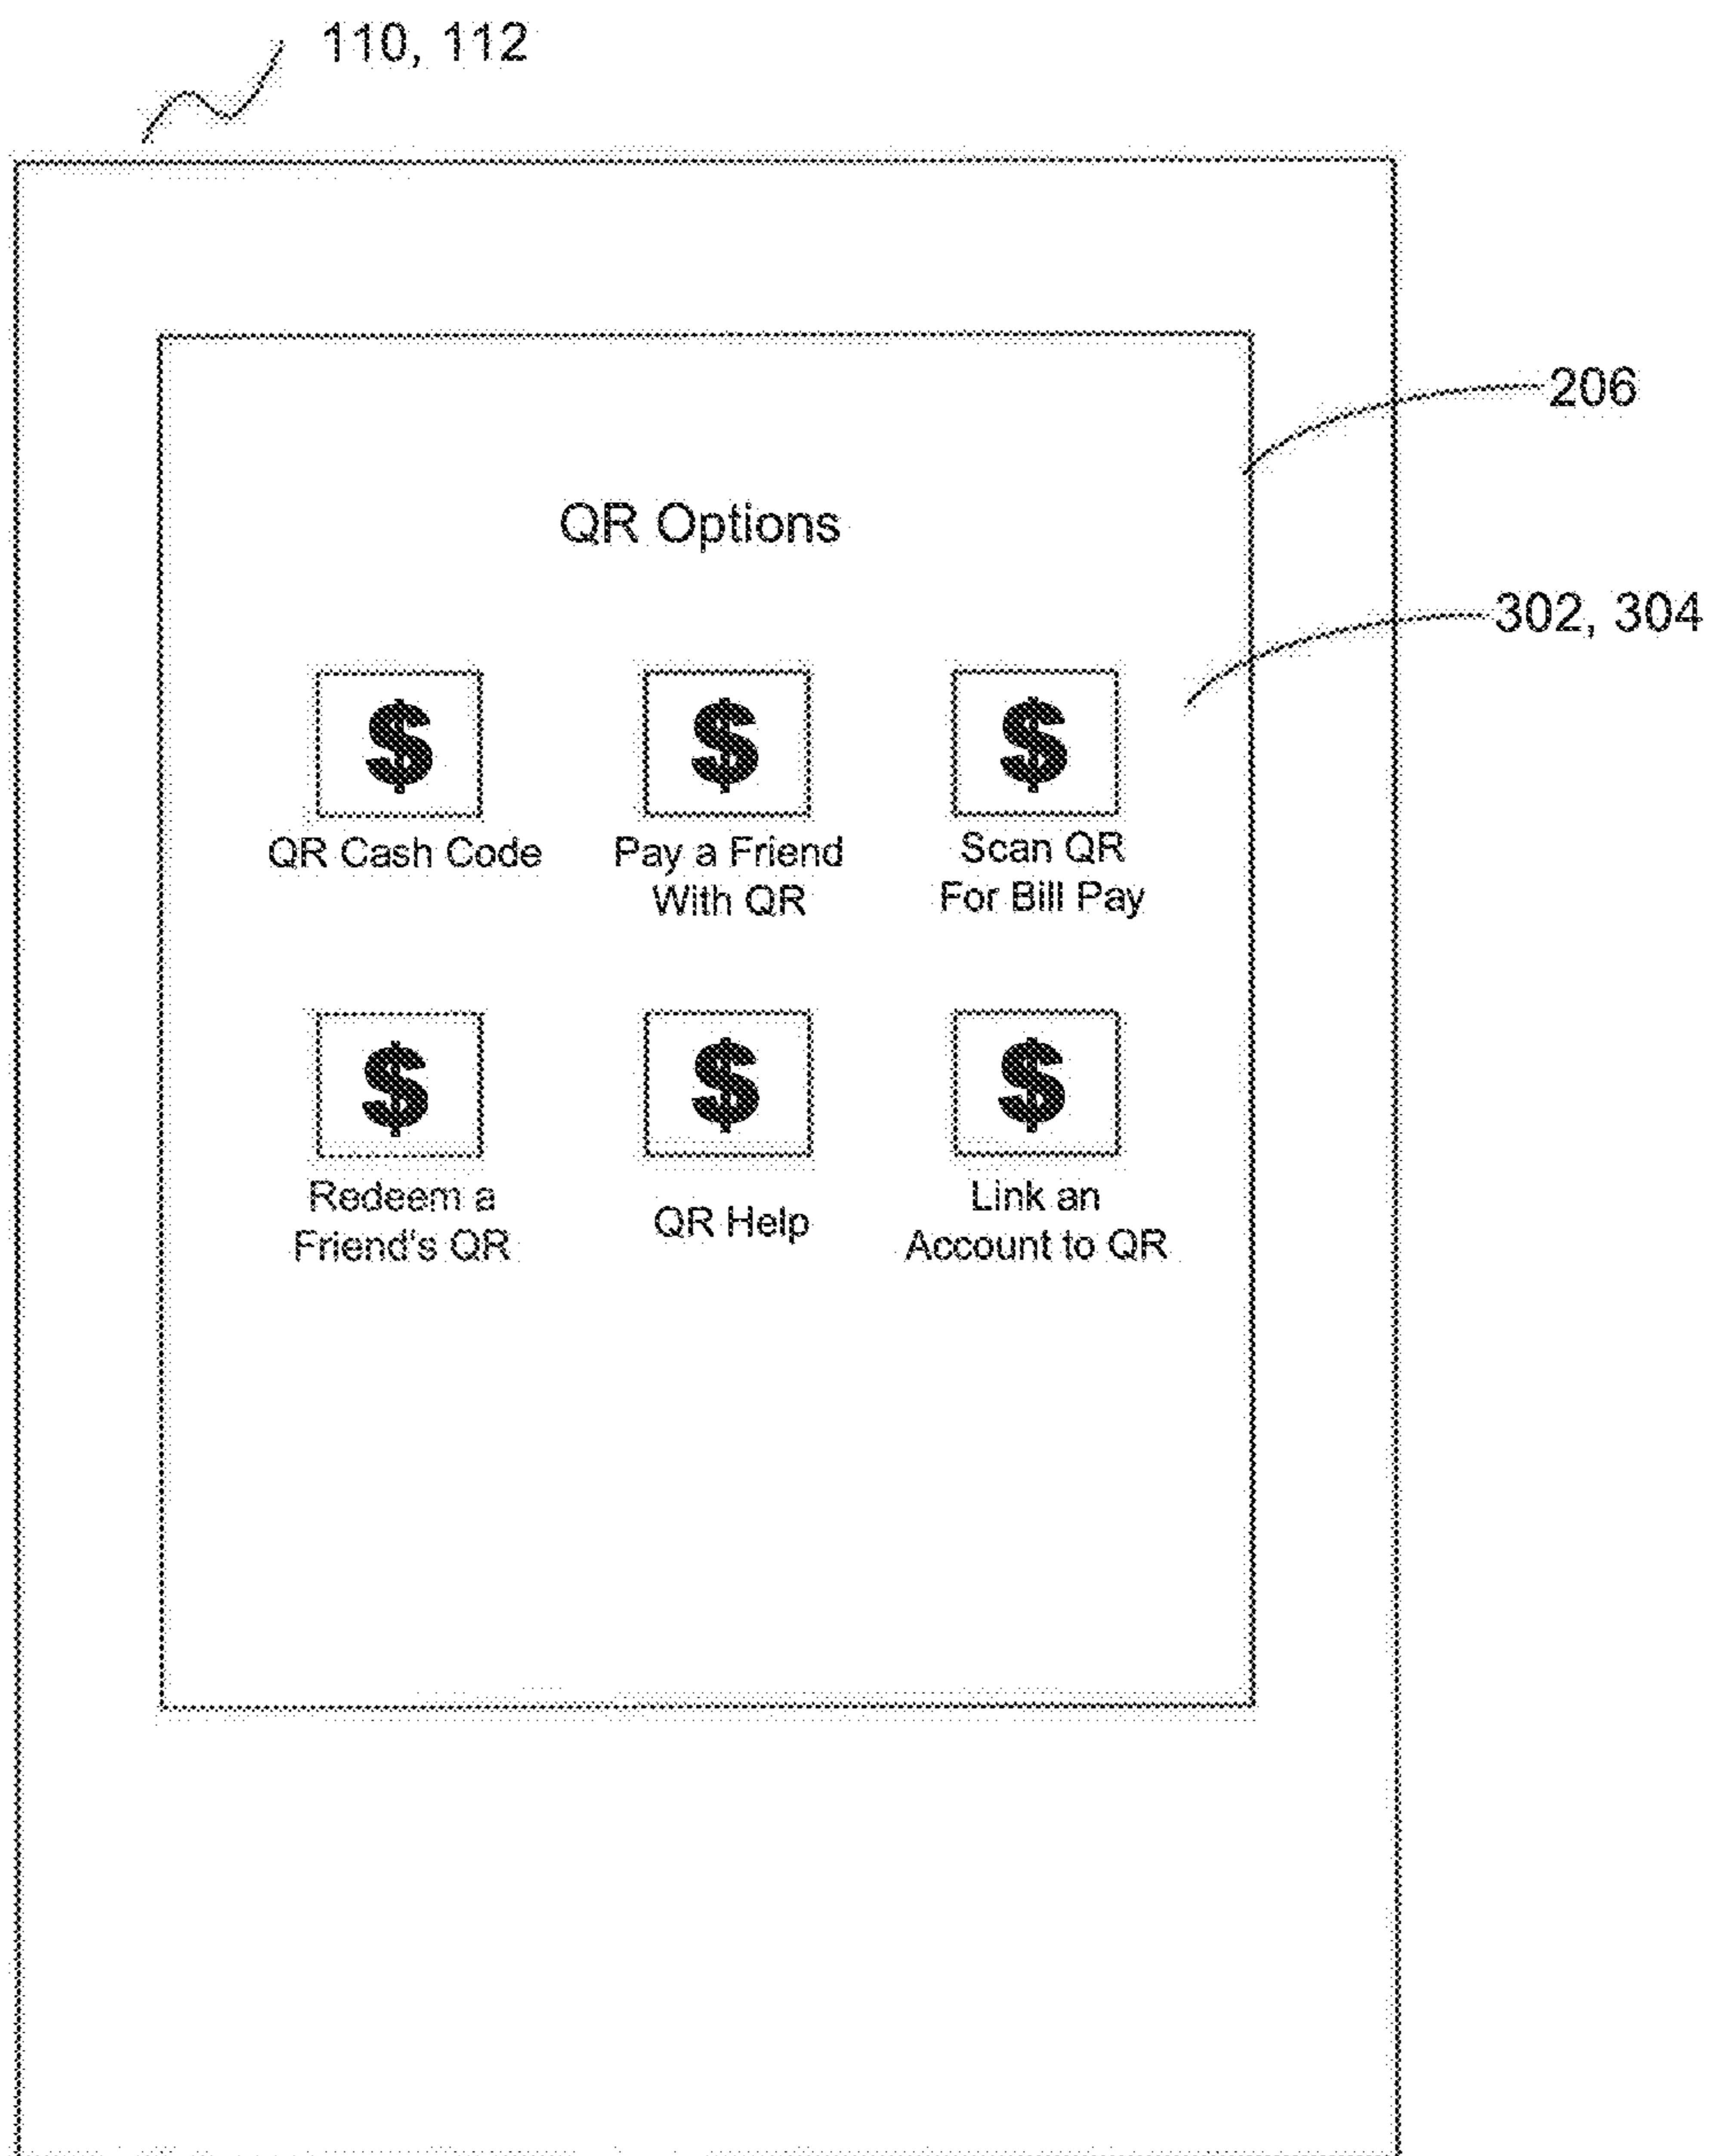 110, 112
206
QR Options
302, 304
$ $ $
QR Cash Code
Pay a Friend
With QR
Scan QR
For Bill Pay
$ $ $
Redeem a
Friend's QR
QR Help
Link an
Account to QR